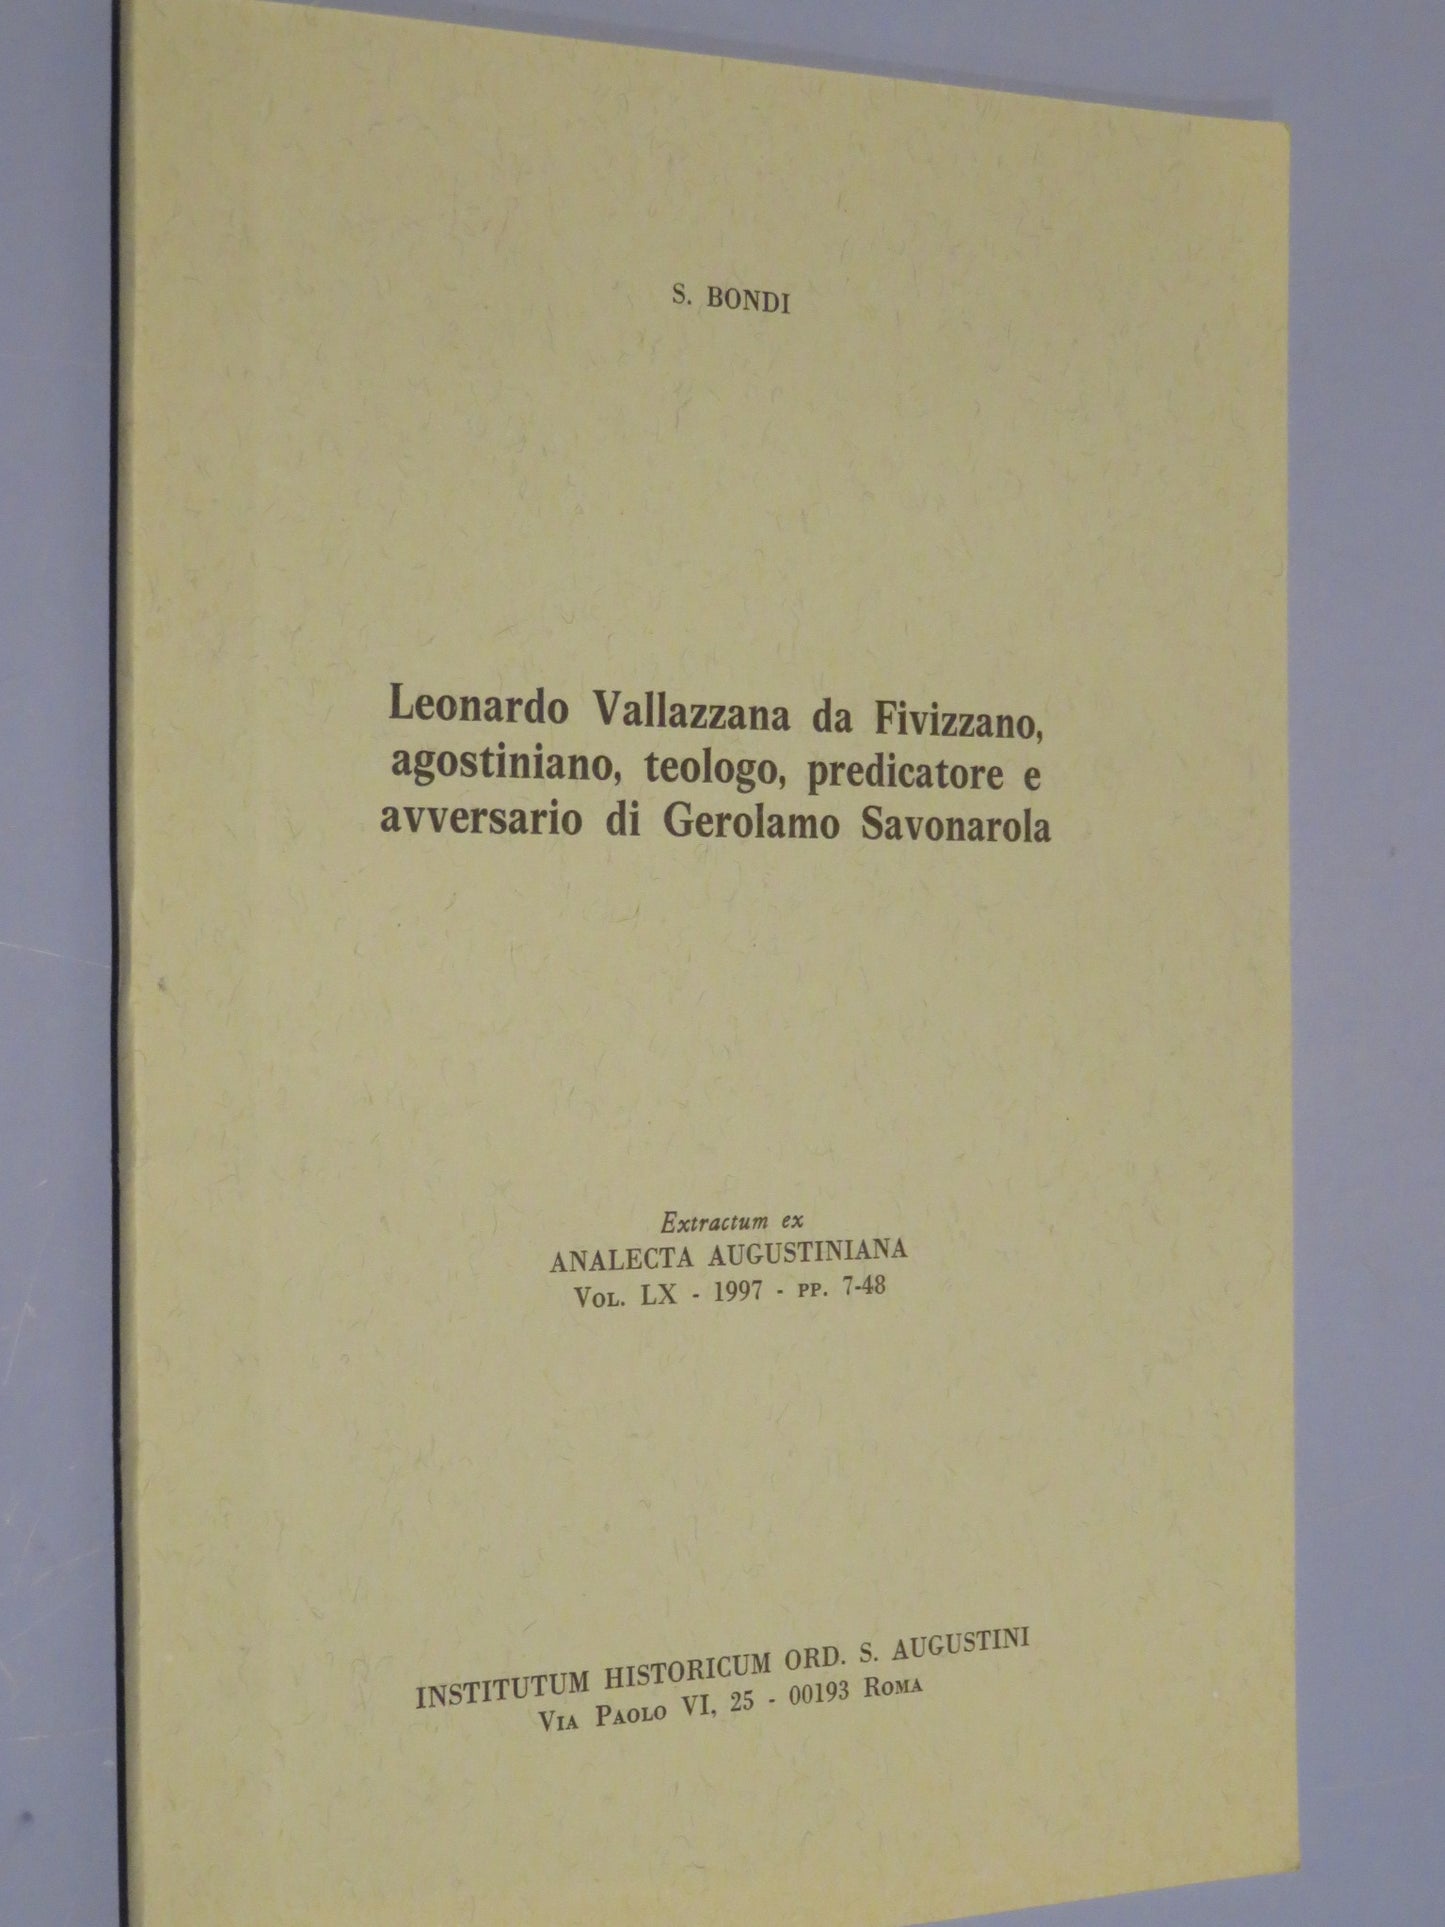 S. BONDI
Leonardo Vallazzana da Fivizzano,
agostiniano, teologo, predicatore e
avversario di Gerolamo Savonarola
Extractum ex
ANALECTA AUGUSTINIANA
VOL. LX - 1997 - PP. 7-48
INSTITUTUM HISTORICUM ORD. S. AUGUSTINI
VIA PAOLO VI, 25 - 00193 ROMA